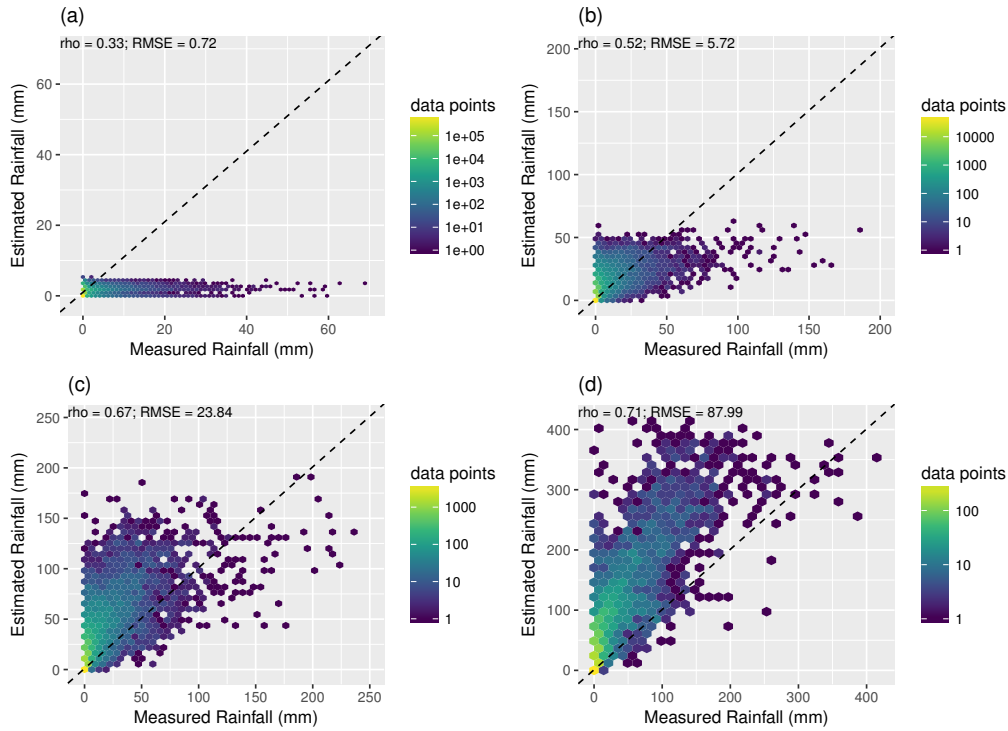 (a)
rho = 0.33; RMSE = 0.72
60
40
20
0
0
20
40
60
Estimated Rainfall (mm)
Measured Rainfall (mm)
data points
1e+05
1e+04
1e+03
1e+02
1e+01
1e+00
(b)
rho = 0.52; RMSE = 5.72
200
150
100
50
0
0
50
100
150
200
Estimated Rainfall (mm)
Measured Rainfall (mm)
data points
10000
1000
100
10
1
(c)
rho = 0.67; RMSE = 23.84
250
200
150
100
50
0
0
50
100
150
200
250
Estimated Rainfall (mm)
Measured Rainfall (mm)
data points
1000
100
10
1
(d)
rho = 0.71; RMSE = 87.99
400
300
200
100
0
0
100
200
300
400
Estimated Rainfall (mm)
Measured Rainfall (mm)
data points
100
10
1